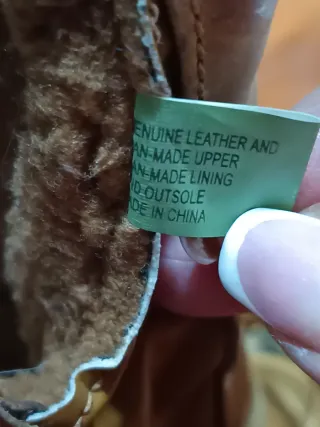 ENUINE LEATHER AND
AN-MADE UPPER
AN-MADE LINING
ND OUTSOLE
ADE IN CHINA